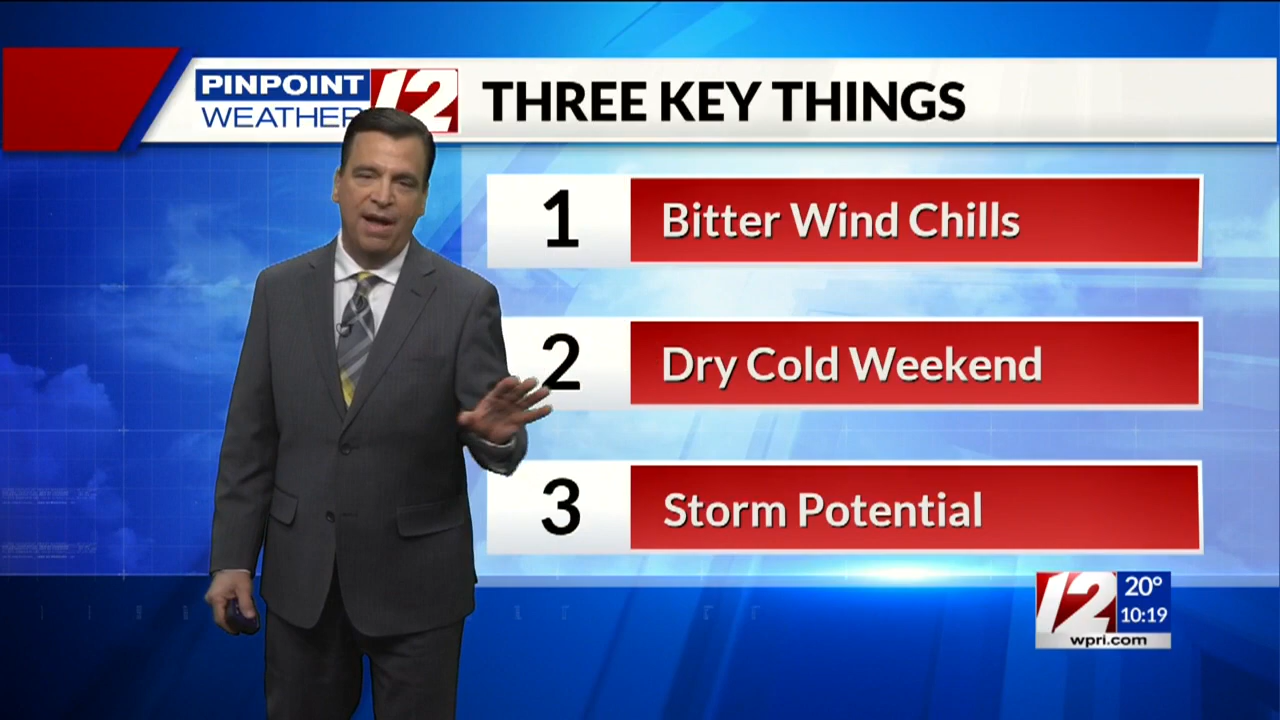 PINPOINT
WEATHER
12
THREE KEY THINGS
1 Bitter Wind Chills
2 Dry Cold Weekend
3 Storm Potential
12
20°
10:19
wpri.com